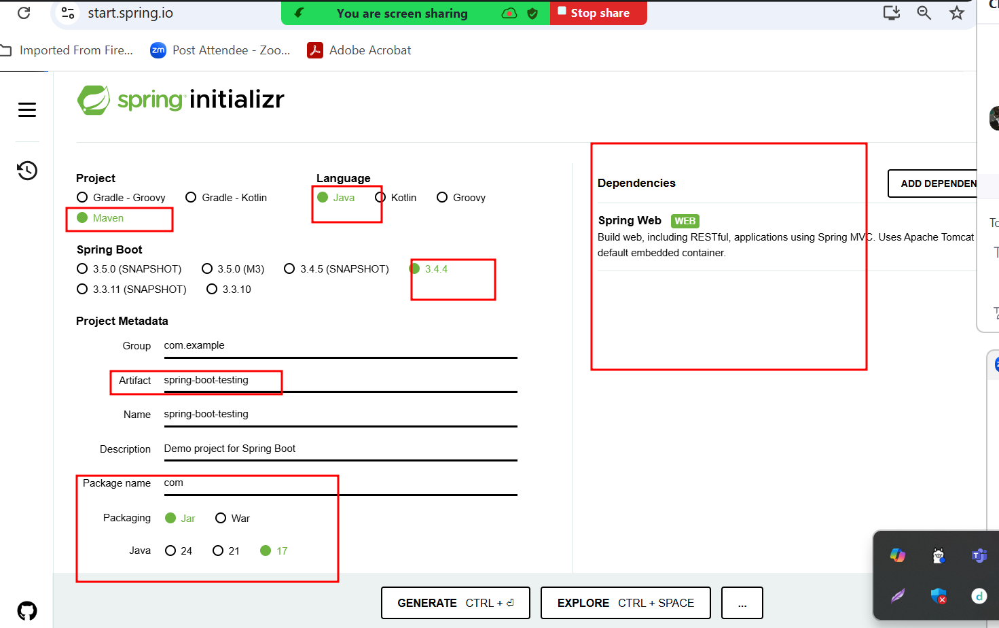 start.spring.io
You are screen sharing
Stop share
Imported From Fire...
zm
Post Attendee - Zoo...
Adobe Acrobat
spring initializr
Project
Gradle - Groovy
Gradle - Kotlin
Maven
Language
Java
Kotlin
Groovy
Spring Boot
3.5.0 (SNAPSHOT)
3.5.0 (M3)
3.4.5 (SNAPSHOT)
3.4.4
3.3.11 (SNAPSHOT)
3.3.10
Project Metadata
Group com.example
Artifact spring-boot-testing
Name spring-boot-testing
Description Demo project for Spring Boot
Package name com
Packaging Jar War
Java 24 21 17
Dependencies
ADD DEPENDEN
Spring Web WEB
Build web, including RESTful, applications using Spring MVC. Uses Apache Tomcat
default embedded container.
GENERATE CTRL + ⏎
EXPLORE CTRL + SPACE
...
To